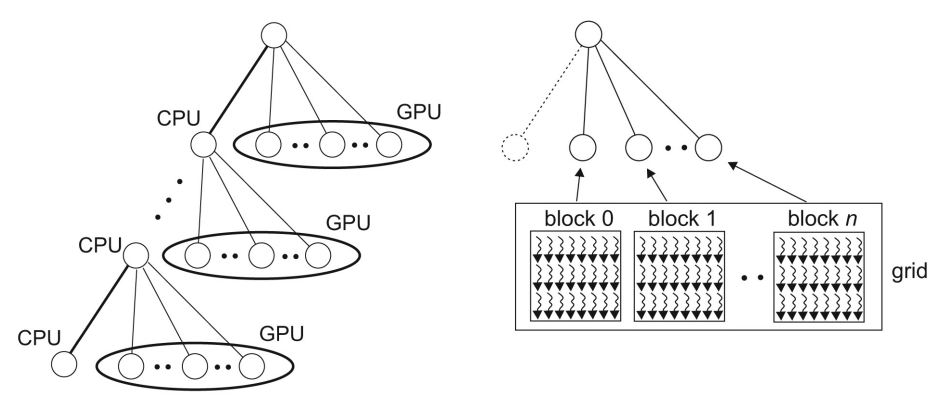 CPU
GPU
CPU
GPU
CPU
GPU
block 0
block 1
block n
grid